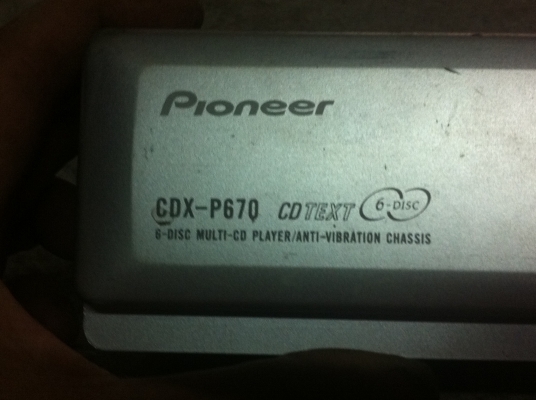 Pioneer
CDX-P670 CD TEXT 6-DISC
6-DISC MULTI-CD PLAYER/ANTI-VIBRATION CHASSIS